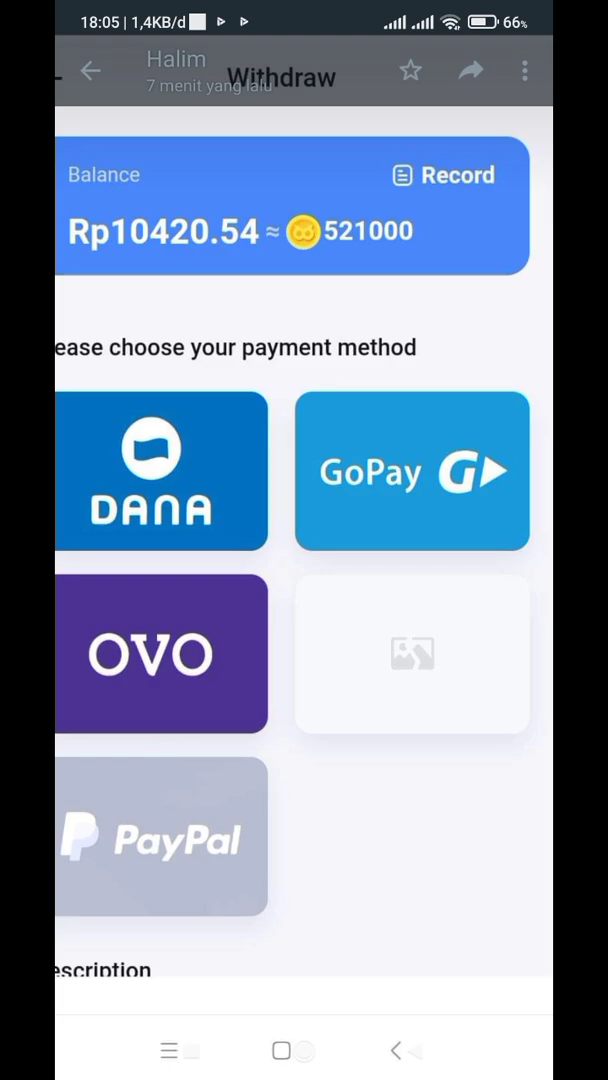 18:05 | 1,4KB/d
66%
Halim
7 menit yang lalu
Withdraw
Balance
Record
Rp10420.54 ≈ 521000
ease choose your payment method
DANA
GoPay
OVO
PayPal
escription